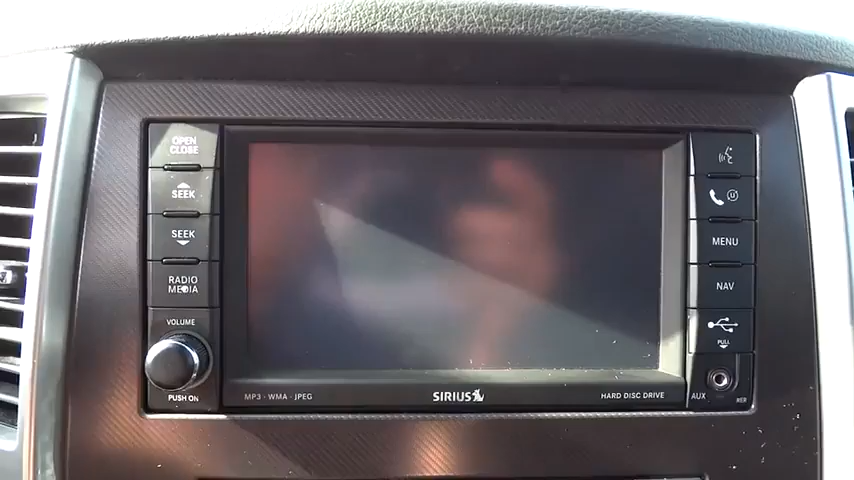 OPEN
CLOSE
SEEK
SEEK
RADIO
MEDIA
VOLUME
PUSH ON
MP3 · WMA · JPEG
SIRIUS
HARD DISC DRIVE
U
MENU
NAV
PULL
AUX